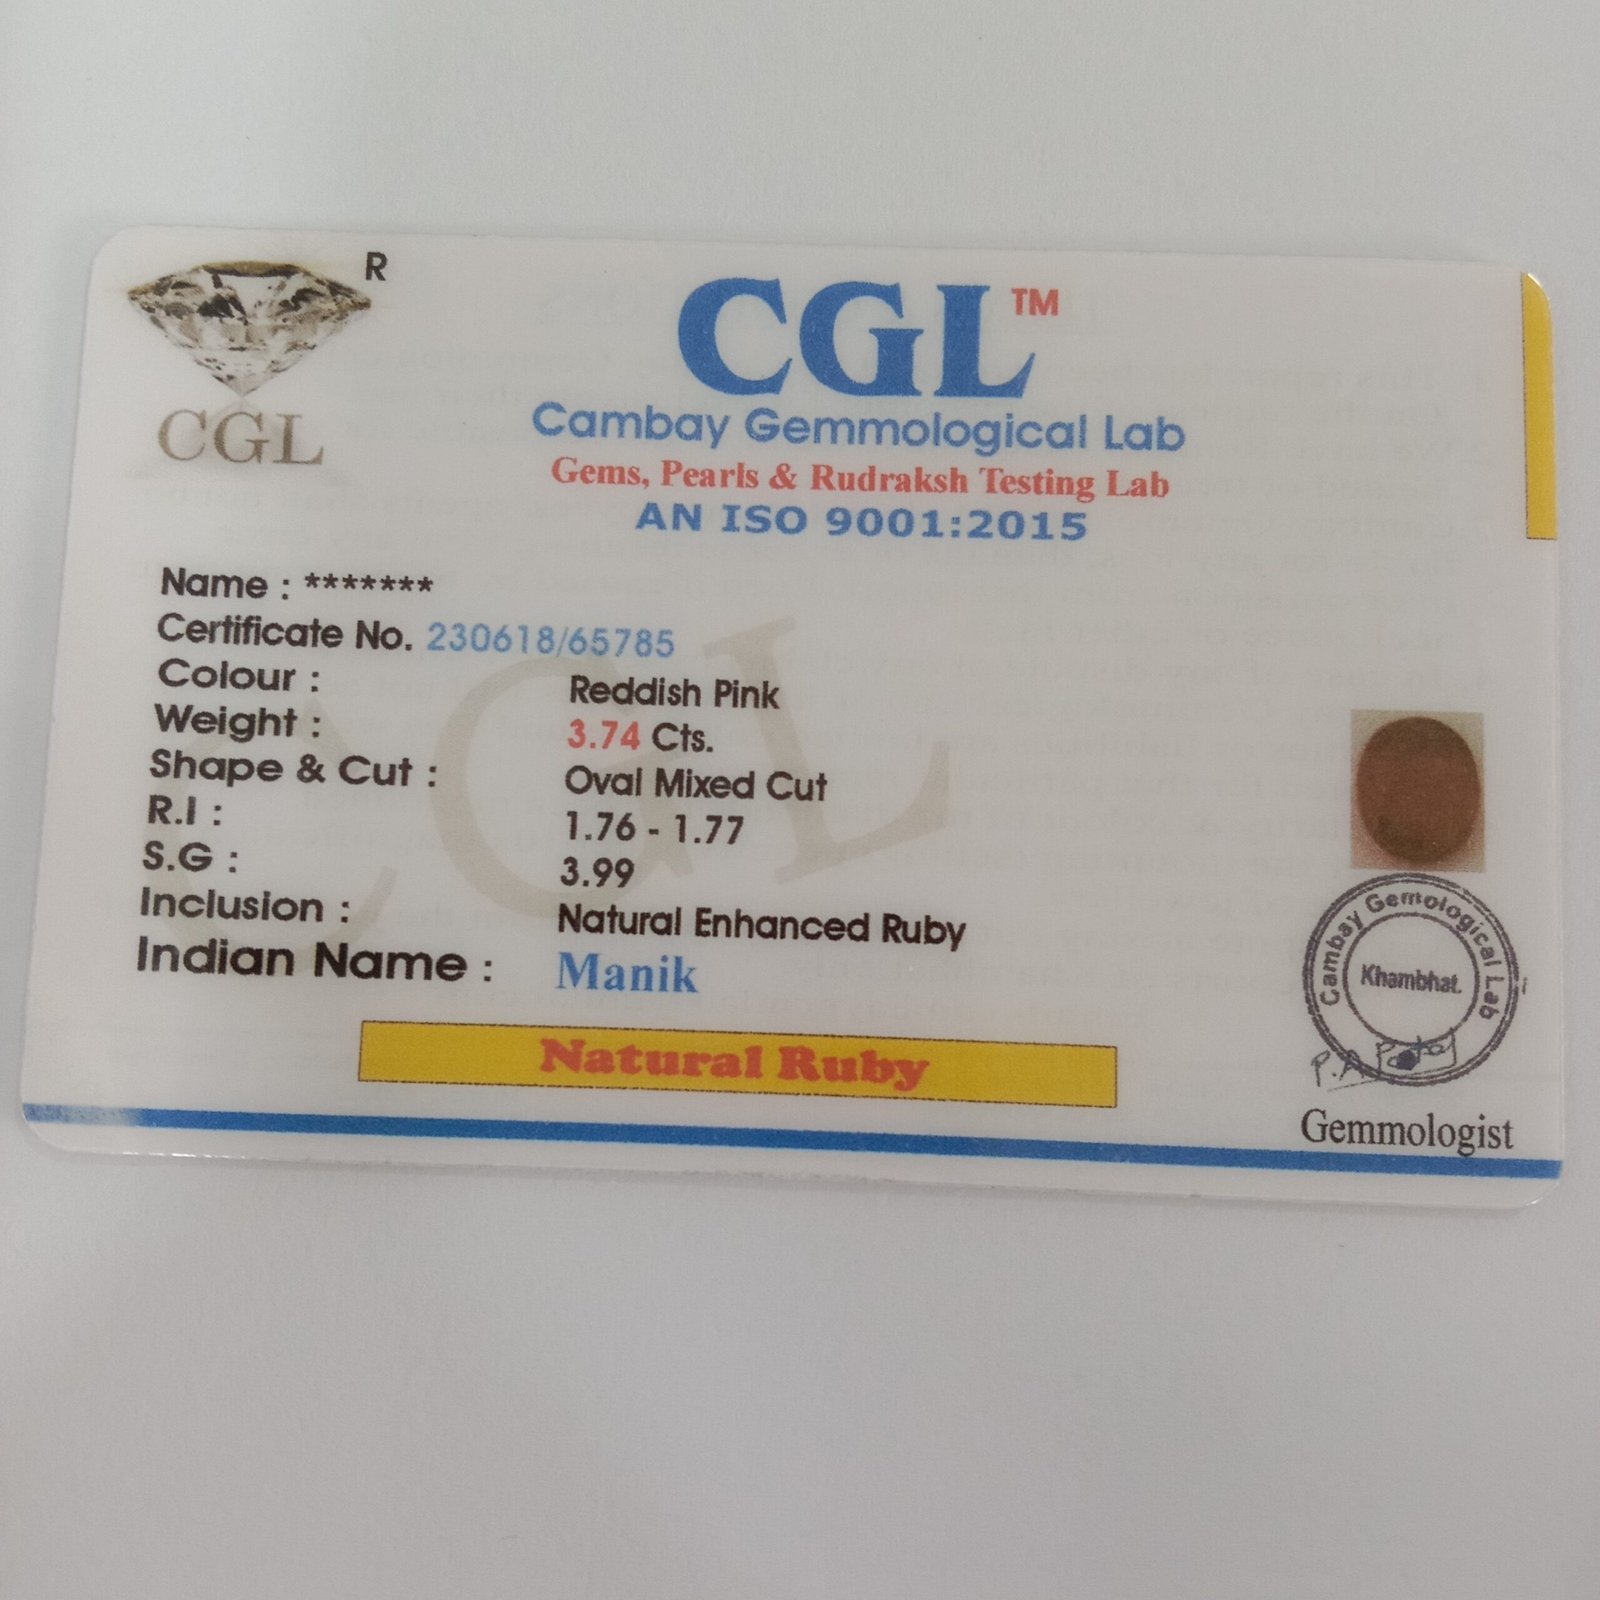 R
CGL
CGL™
Cambay Gemmological Lab
Gems, Pearls & Rudraksh Testing Lab
AN ISO 9001:2015
Name : *******
Certificate No. 230618/65785
Colour : Reddish Pink
Weight : 3.74 Cts.
Shape & Cut : Oval Mixed Cut
R.I : 1.76 - 1.77
S.G : 3.99
Inclusion : Natural Enhanced Ruby
Indian Name : Manik
Natural Ruby
CGL
Cambay Gemological Lab
Khambhat.
Gemmologist